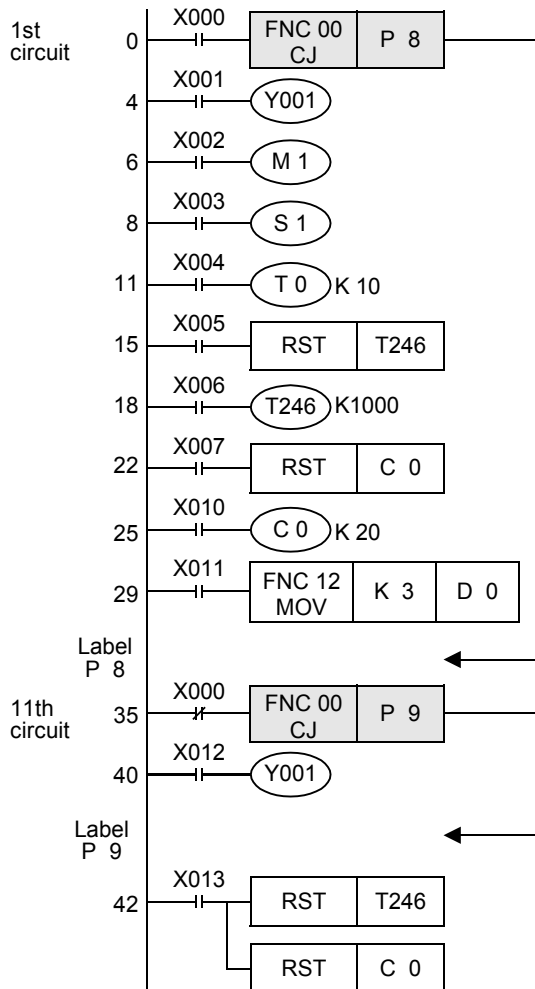 1st circuit
0 X000 FNC 00 CJ P 8
4 X001 Y001
6 X002 M 1
8 X003 S 1
11 X004 T 0 K 10
15 X005 RST T246
18 X006 T246 K1000
22 X007 RST C 0
25 X010 C 0 K 20
29 X011 FNC 12 MOV K 3 D 0
Label P 8
11th circuit
35 X000 FNC 00 CJ P 9
40 X012 Y001
Label P 9
42 X013 RST T246
RST C 0